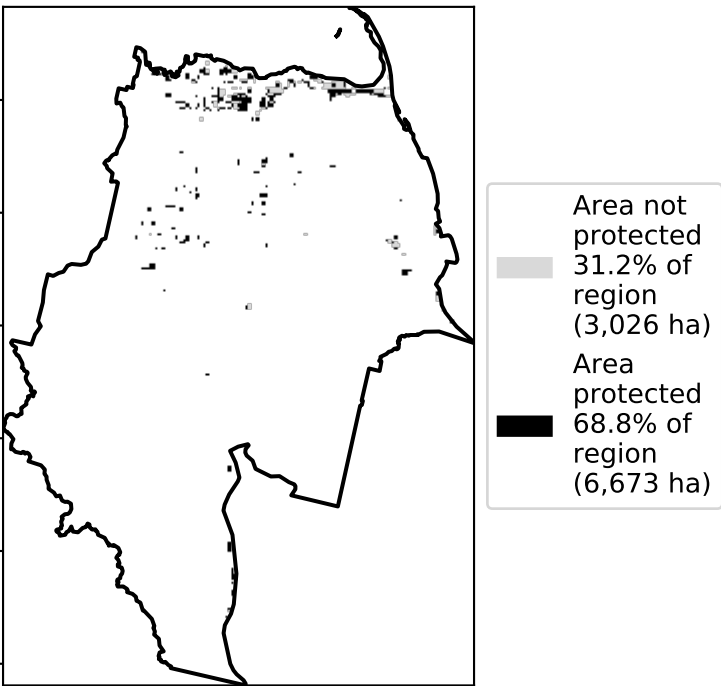 Area not
protected
31.2% of
region
(3,026 ha)
Area
protected
68.8% of
region
(6,673 ha)